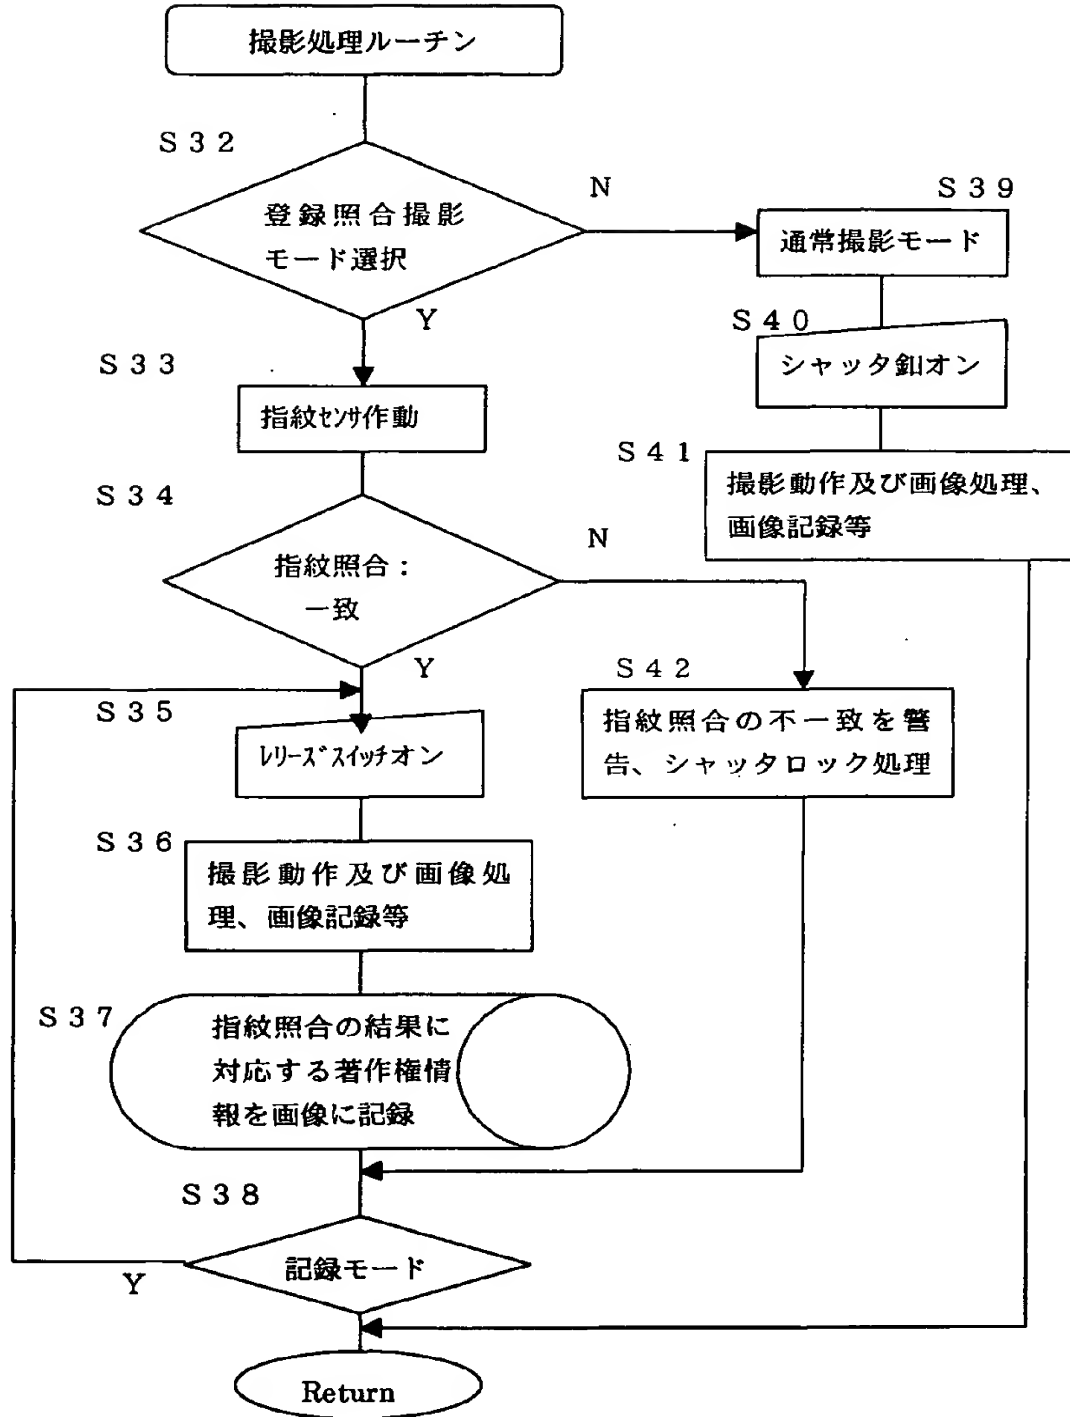 撮影処理ルーチン
S32
登録照合撮影
モード選択
N
Y
S39
通常撮影モード
S40
シャッタ釦オン
S41
撮影動作及び画像処理、
画像記録等
S33
指紋ｾﾝｻ作動
S34
指紋照合：
一致
N
Y
S42
指紋照合の不一致を警
告、シャッタロック処理
S35
ﾚﾘｰｽﾞｽｲｯﾁオン
S36
撮影動作及び画像処
理、画像記録等
S37
指紋照合の結果に
対応する著作権情
報を画像に記録
S38
記録モード
Y
Return